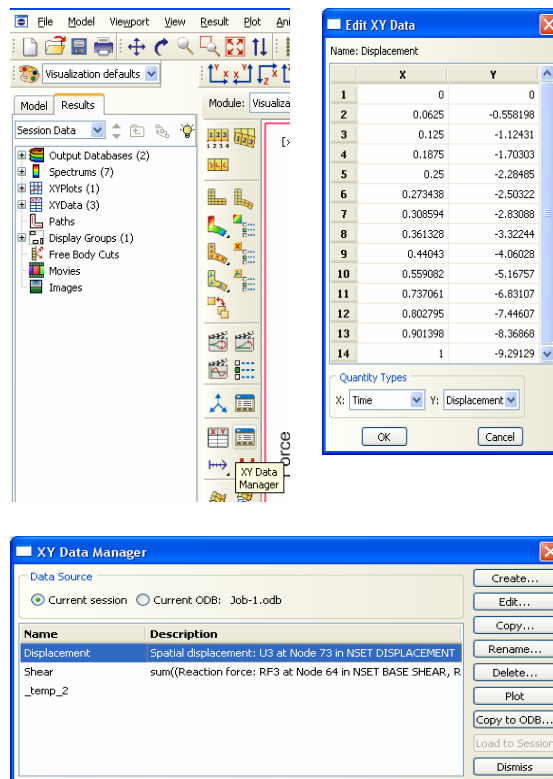 File Model Viewport View Result Plot Ani
Visualization defaults
Model Results
Module: Visualiza
Session Data
Output Databases (2)
Spectrums (7)
XYPlots (1)
XYData (3)
Paths
Display Groups (1)
Free Body Cuts
Movies
Images
Force
XY Data
Manager
Edit XY Data
Name: Displacement
X Y
1 0 0
2 0.0625 -0.558198
3 0.125 -1.12431
4 0.1875 -1.70303
5 0.25 -2.28485
6 0.273438 -2.50322
7 0.308594 -2.83088
8 0.361328 -3.32244
9 0.44043 -4.06028
10 0.559082 -5.16757
11 0.737061 -6.83107
12 0.802795 -7.44607
13 0.901398 -8.36868
14 1 -9.29129
Quantity Types
X: Time Y: Displacement
OK Cancel
XY Data Manager
Data Source
Current session Current ODB: Job-1.odb
Name Description
Displacement Spatial displacement: U3 at Node 73 in NSET DISPLACEMENT
Shear sum((Reaction force: RF3 at Node 64 in NSET BASE SHEAR, R
_temp_2
Create...
Edit...
Copy...
Rename...
Delete...
Plot
Copy to ODB...
Load to Session
Dismiss